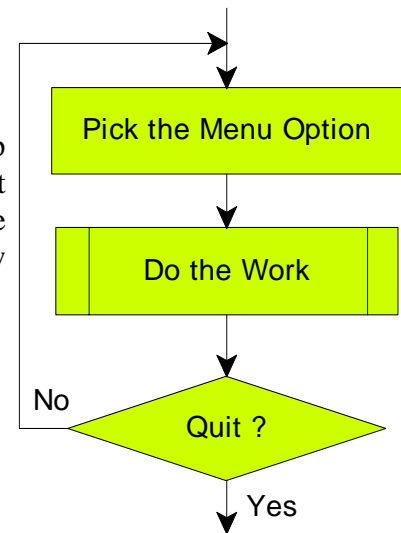 Pick the Menu Option
Do the Work
Quit ?
No
Yes